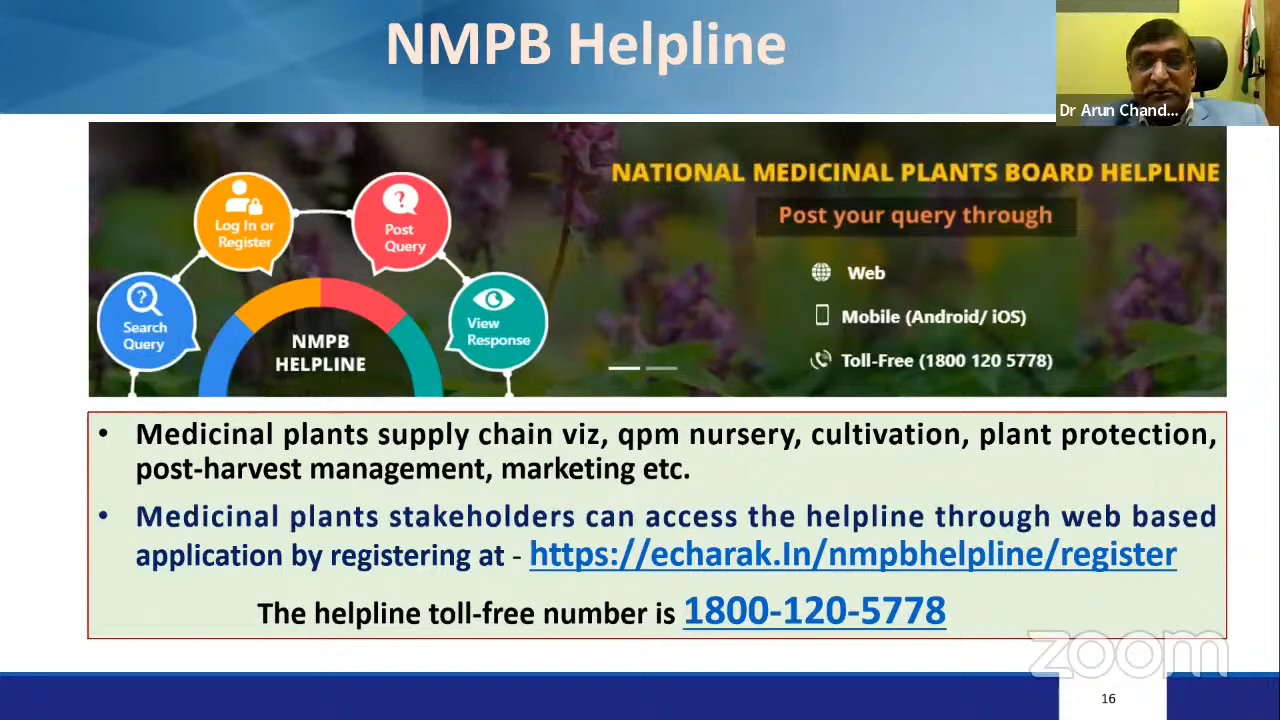 NMPB Helpline
Dr Arun Chand...
NATIONAL MEDICINAL PLANTS BOARD HELPLINE
Post your query through
Web
Mobile (Android/ iOS)
Toll-Free (1800 120 5778)
Log In or
Register
Post
Query
Search
Query
View
Response
NMPB
HELPLINE
• Medicinal plants supply chain viz, qpm nursery, cultivation, plant protection,
post-harvest management, marketing etc.
• Medicinal plants stakeholders can access the helpline through web based
application by registering at - https://echarak.In/nmpbhelpline/register
The helpline toll-free number is 1800-120-5778
zoom
16